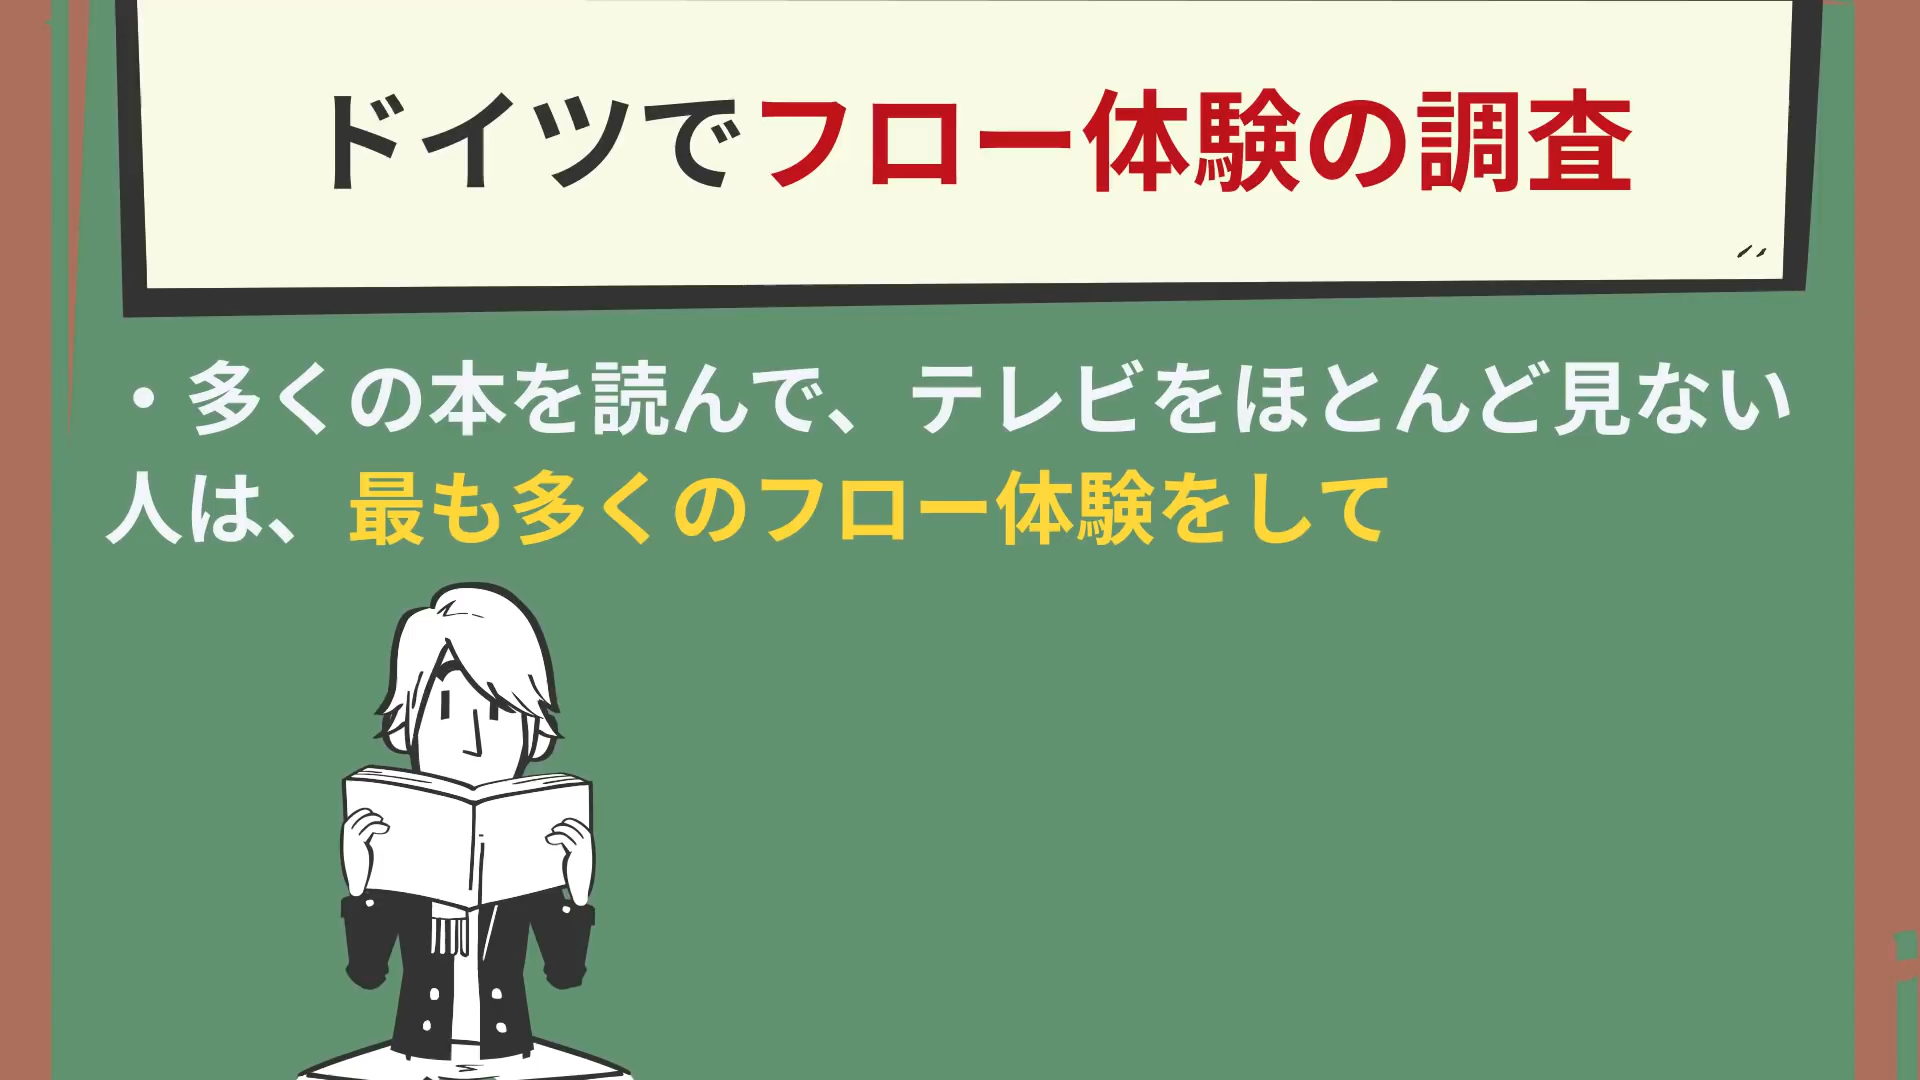 ドイツでフロー体験の調査
・多くの本を読んで、テレビをほとんど見ない
人は、最も多くのフロー体験をして